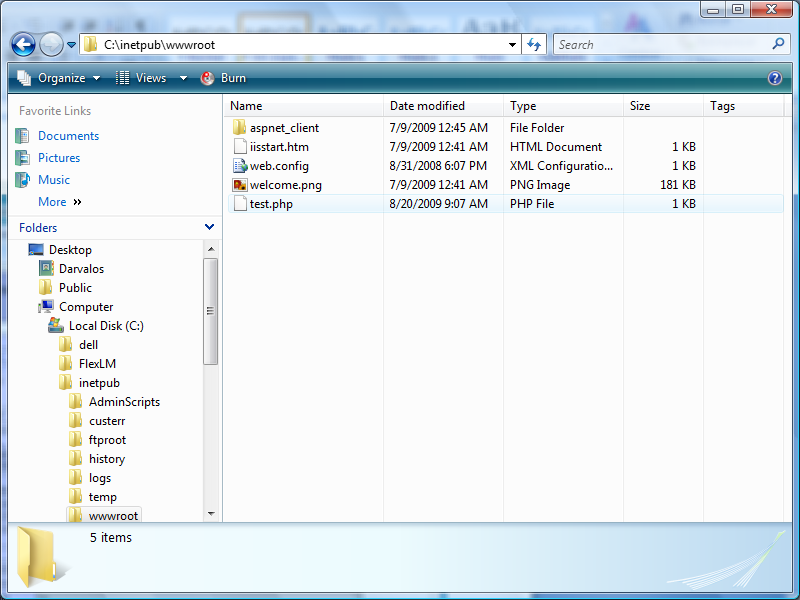 C:\inetpub\wwwroot
Search
Organize Views Burn
Favorite Links
Documents
Pictures
Music
More »
Folders
Desktop
Darvalos
Public
Computer
Local Disk (C:)
dell
FlexLM
inetpub
AdminScripts
custerr
ftproot
history
logs
temp
wwwroot
Name Date modified Type Size Tags
aspnet_client 7/9/2009 12:45 AM File Folder
iisstart.htm 7/9/2009 12:41 AM HTML Document 1 KB
web.config 8/31/2008 6:07 PM XML Configuratio... 1 KB
welcome.png 7/9/2009 12:41 AM PNG Image 181 KB
test.php 8/20/2009 9:07 AM PHP File 1 KB
5 items